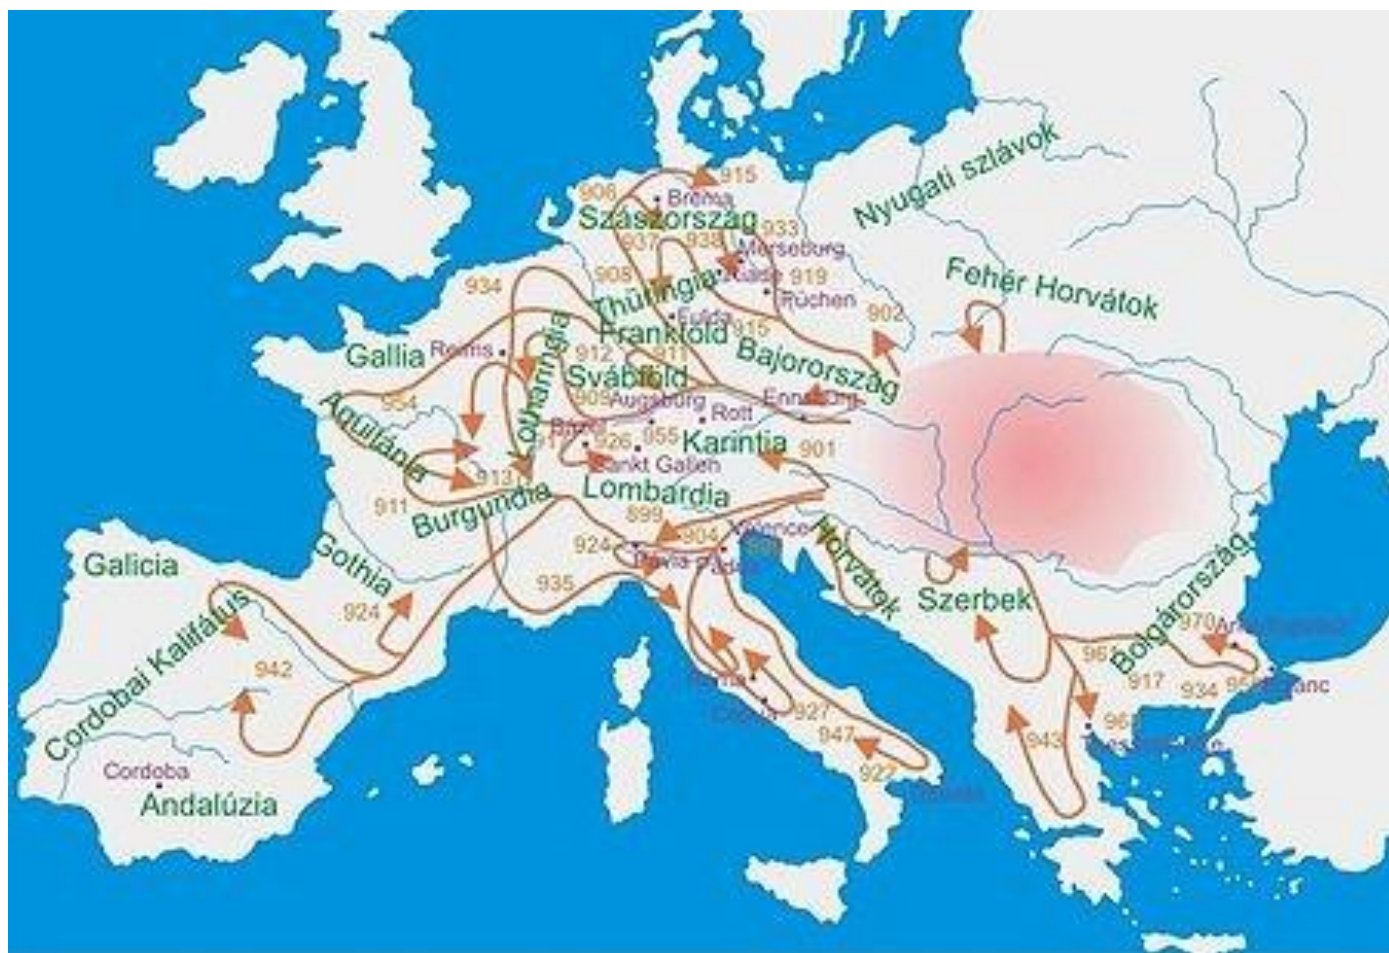 915
906
Brema
Nyugati szlávok
Szászország
933
937
938
Merseburg
908
919
Fehér Horvátok
934
Thüringia
Püchen
902
Fulda
915
Frankföld
Gallia
Reims
912
911
Bajorország
Lotharingia
Svábföld
954
909
Augsburg
Ennsburg
Aquitánia
Rott
926
955
Karintia
901
Sankt Gallen
913
Lombardia
911
Burgundia
899
904
Velence
Horvátok
924
Pavia
Galicia
Gothia
935
Szerbek
Bolgárország
924
Cordobai Kalifátus
970
942
961
917
934
927
947
943
927
Cordoba
Andalúzia